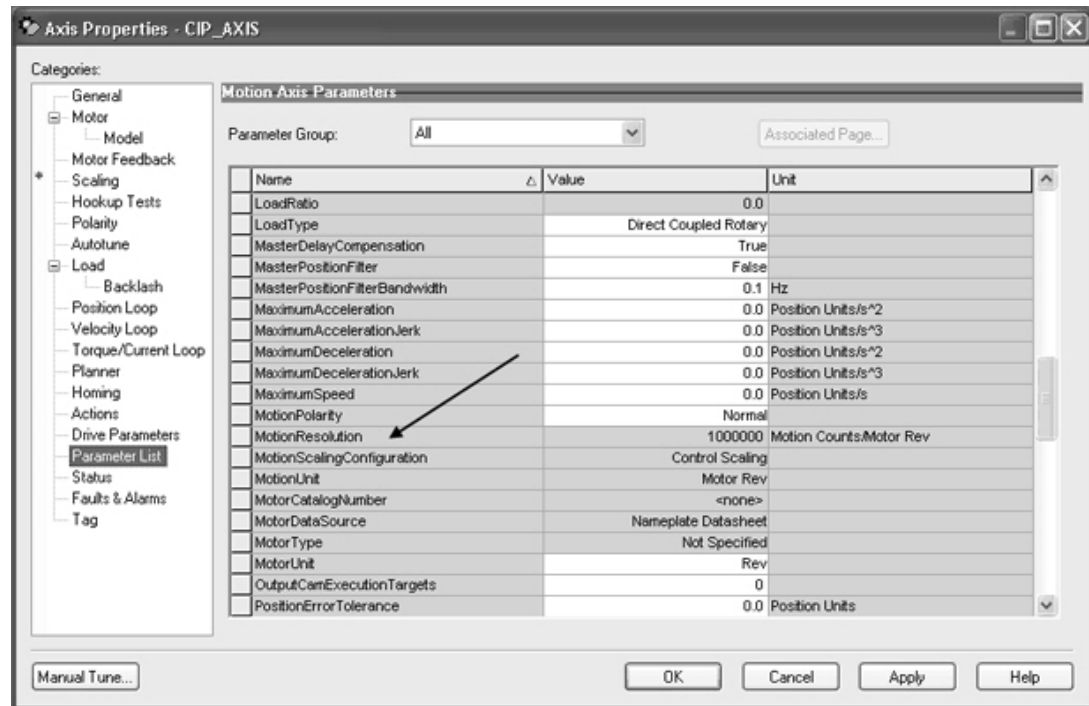 Axis Properties - CIP_AXIS
Categories:
General
Motor
Model
Motor Feedback
* Scaling
Hookup Tests
Polarity
Autotune
Load
Backlash
Position Loop
Velocity Loop
Torque/Current Loop
Planner
Homing
Actions
Drive Parameters
Parameter List
Status
Faults & Alarms
Tag
Motion Axis Parameters
Parameter Group: All Associated Page...
Name Value Unit
LoadRatio 0.0
LoadType Direct Coupled Rotary
MasterDelayCompensation True
MasterPositionFilter False
MasterPositionFilterBandwidth 0.1 Hz
MaximumAcceleration 0.0 Position Units/s^2
MaximumAccelerationJerk 0.0 Position Units/s^3
MaximumDeceleration 0.0 Position Units/s^2
MaximumDecelerationJerk 0.0 Position Units/s^3
MaximumSpeed 0.0 Position Units/s
MotionPolarity Normal
MotionResolution 1000000 Motion Counts/Motor Rev
MotionScalingConfiguration Control Scaling
MotionUnit Motor Rev
MotorCatalogNumber <none>
MotorDataSource Nameplate Datasheet
MotorType Not Specified
MotorUnit Rev
OutputCamExecutionTargets 0
PositionErrorTolerance 0.0 Position Units
Manual Tune... OK Cancel Apply Help